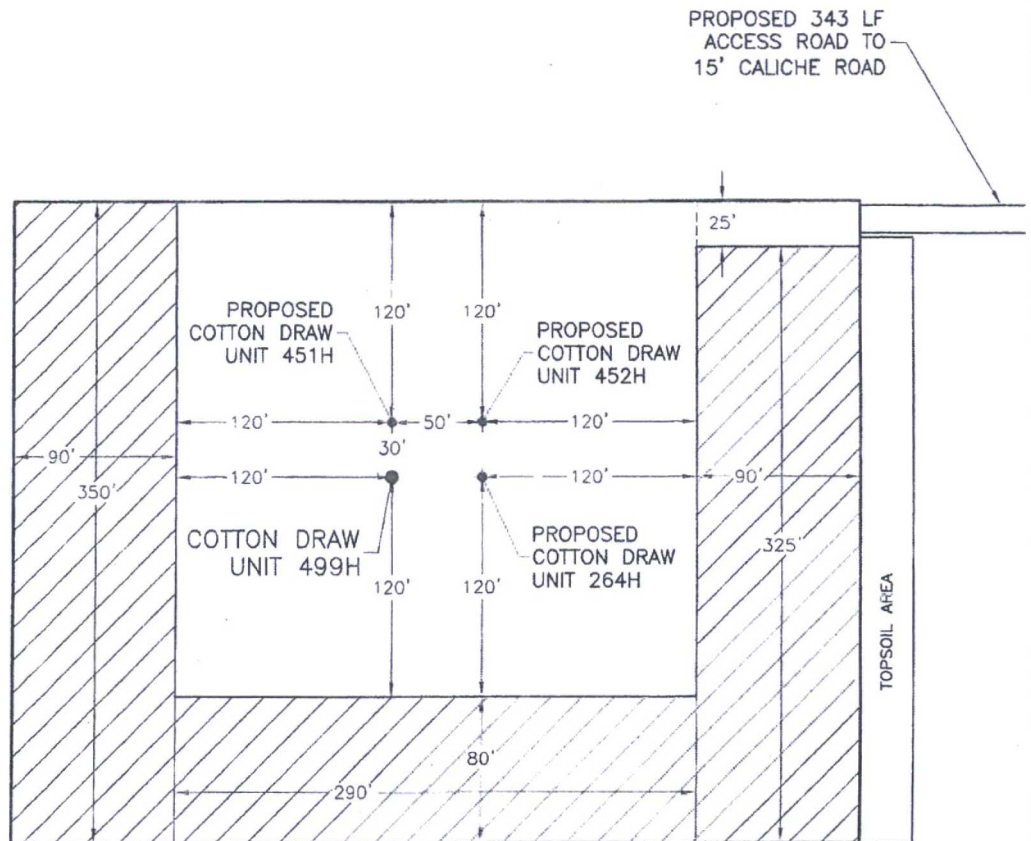 PROPOSED 343 LF
ACCESS ROAD TO
15' CALICHE ROAD
25'
120'
120'
PROPOSED
COTTON DRAW
UNIT 451H
PROPOSED
COTTON DRAW
UNIT 452H
120'
50'
120'
30'
90'
120'
120'
90'
350'
COTTON DRAW
UNIT 499H
PROPOSED
COTTON DRAW
UNIT 264H
325'
120'
120'
TOPSOIL AREA
80'
290'